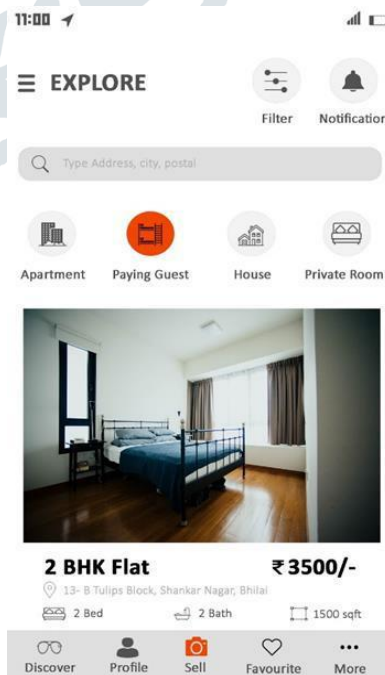 11:00
EXPLORE
Filter Notification
Type Address, city, postal
Apartment Paying Guest House Private Room
2 BHK Flat ₹ 3500/-
13- B Tulips Block, Shankar Nagar, Bhilai
2 Bed 2 Bath 1500 sqft
Discover Profile Sell Favourite More